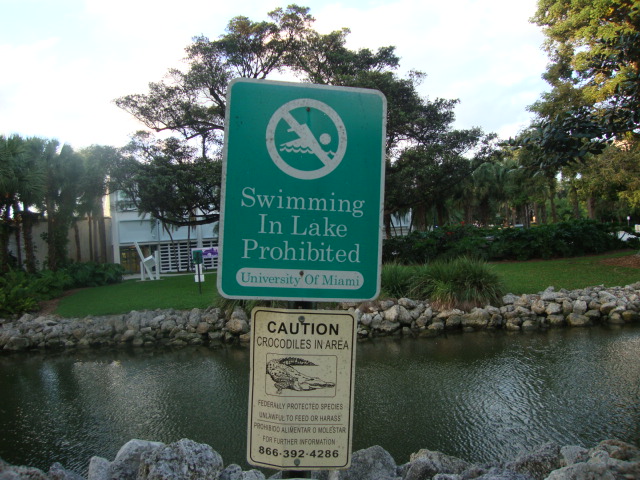 Swimming
In Lake
Prohibited
University Of Miami
CAUTION
CROCODILES IN AREA
FEDERALLY PROTECTED SPECIES
UNLAWFUL TO FEED OR HARASS
PROHIBIDO ALIMENTAR O MOLESTAR
FOR FURTHER INFORMATION
866-392-4286